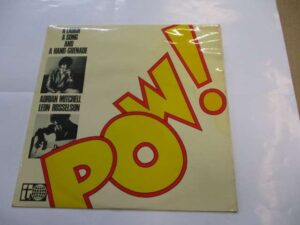 A LAUGH
A SONG
AND
A HAND-GRENADE
ADRIAN MITCHELL
LEON ROSSELSON
POW!